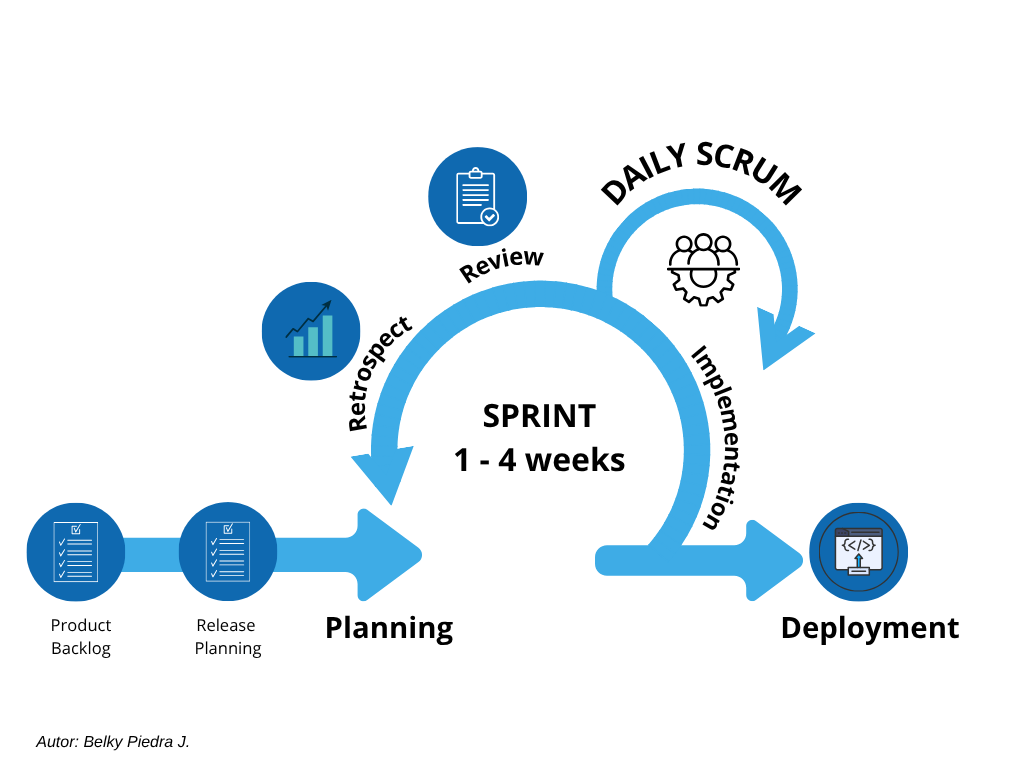 DAILY SCRUM
Review
Retrospect
Implementation
SPRINT
1 - 4 weeks
{</>}
Product
Backlog
Release
Planning
Planning
Deployment
Autor: Belky Piedra J.